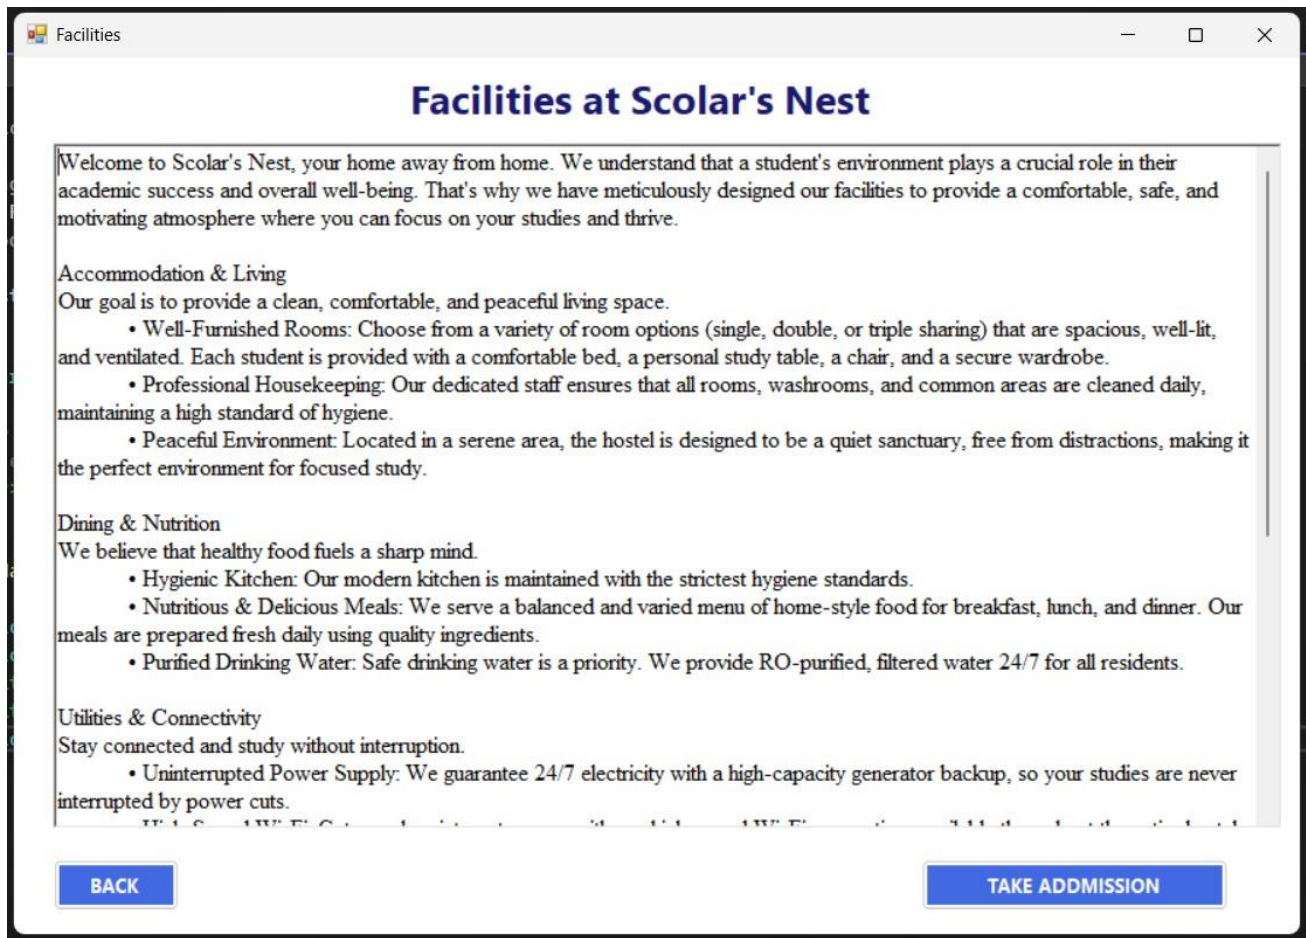 Facilities
Facilities at Scolar's Nest
Welcome to Scolar's Nest, your home away from home. We understand that a student's environment plays a crucial role in their
academic success and overall well-being. That's why we have meticulously designed our facilities to provide a comfortable, safe, and
motivating atmosphere where you can focus on your studies and thrive.
Accommodation & Living
Our goal is to provide a clean, comfortable, and peaceful living space.
• Well-Furnished Rooms: Choose from a variety of room options (single, double, or triple sharing) that are spacious, well-lit,
and ventilated. Each student is provided with a comfortable bed, a personal study table, a chair, and a secure wardrobe.
• Professional Housekeeping: Our dedicated staff ensures that all rooms, washrooms, and common areas are cleaned daily,
maintaining a high standard of hygiene.
• Peaceful Environment: Located in a serene area, the hostel is designed to be a quiet sanctuary, free from distractions, making it
the perfect environment for focused study.
Dining & Nutrition
We believe that healthy food fuels a sharp mind.
• Hygienic Kitchen: Our modern kitchen is maintained with the strictest hygiene standards.
• Nutritious & Delicious Meals: We serve a balanced and varied menu of home-style food for breakfast, lunch, and dinner. Our
meals are prepared fresh daily using quality ingredients.
• Purified Drinking Water: Safe drinking water is a priority. We provide RO-purified, filtered water 24/7 for all residents.
Utilities & Connectivity
Stay connected and study without interruption.
• Uninterrupted Power Supply: We guarantee 24/7 electricity with a high-capacity generator backup, so your studies are never
interrupted by power cuts.
BACK
TAKE ADDMISSION